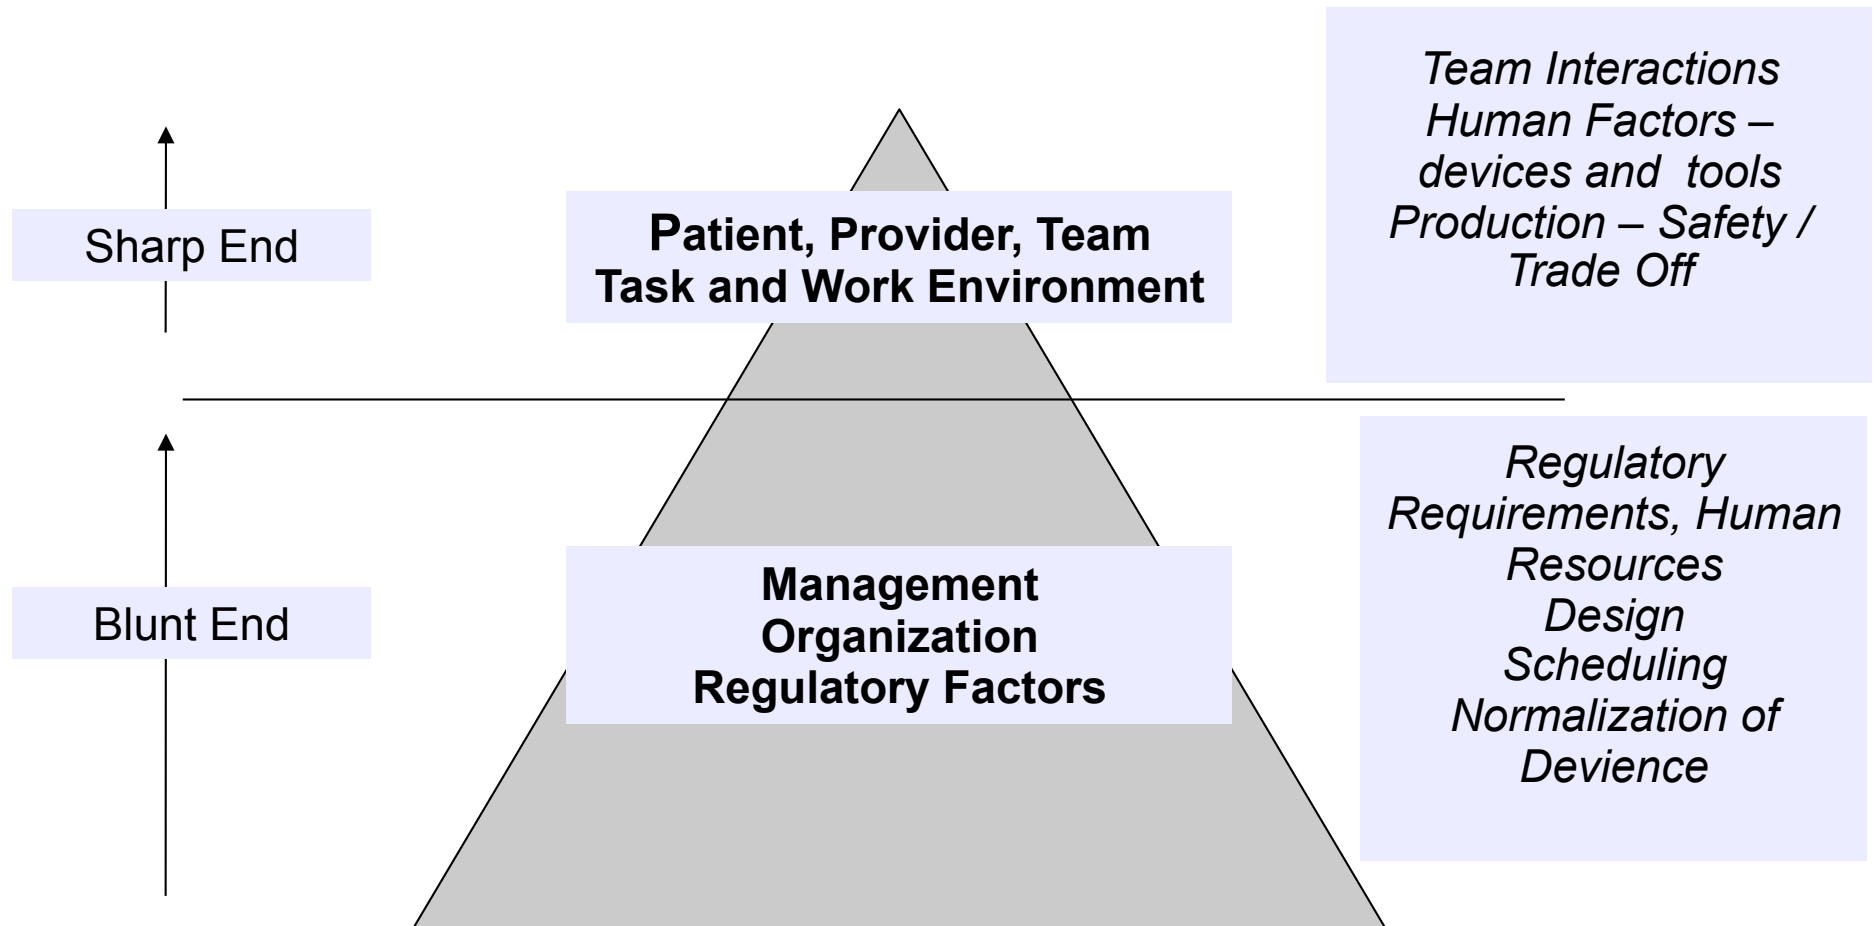 Team Interactions
Human Factors –
devices and tools
Production – Safety /
Trade Off
Sharp End
Patient, Provider, Team
Task and Work Environment
Regulatory
Requirements, Human
Resources
Design
Scheduling
Normalization of
Devience
Blunt End
Management
Organization
Regulatory Factors